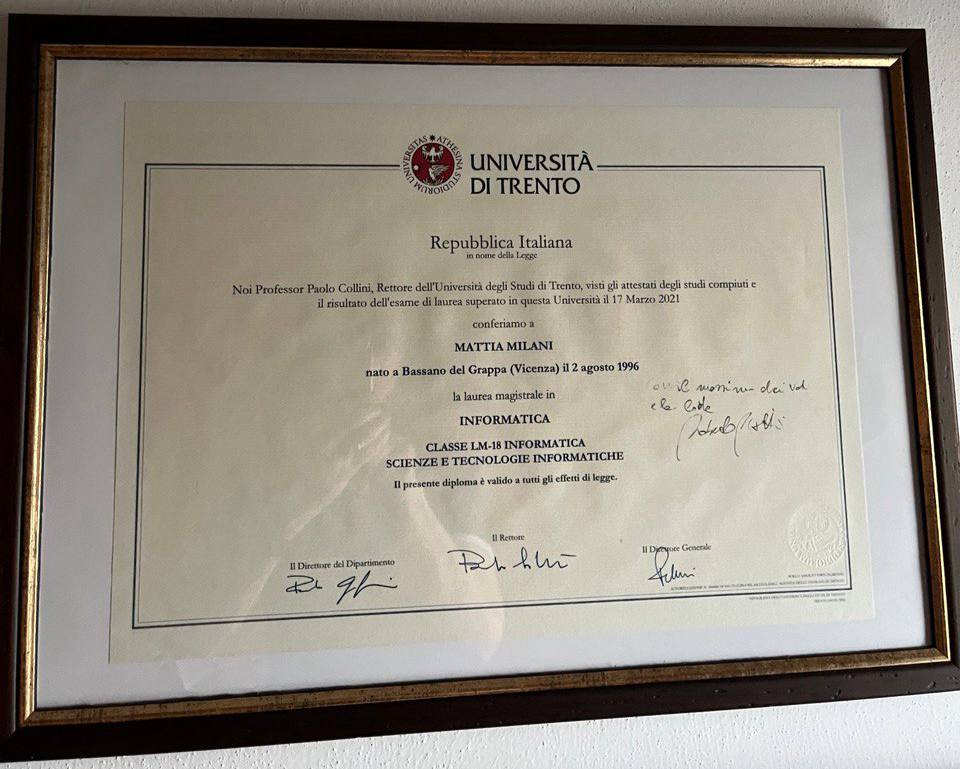 UNIVERSITAS ATHESINA STUDIORUM
UNIVERSITÀ
DI TRENTO
Repubblica Italiana
in nome della Legge
Noi Professor Paolo Collini, Rettore dell'Università degli Studi di Trento, visti gli attestati degli studi compiuti e
il risultato dell'esame di laurea superato in questa Università il 17 Marzo 2021
conferiamo a
MATTIA MILANI
nato a Bassano del Grappa (Vicenza) il 2 agosto 1996
la laurea magistrale in
INFORMATICA
CLASSE LM-18 INFORMATICA
SCIENZE E TECNOLOGIE INFORMATICHE
Il presente diploma è valido a tutti gli effetti di legge.
il massimo dei voti
e la lode
Il Direttore del Dipartimento
Il Rettore
Il Direttore Generale